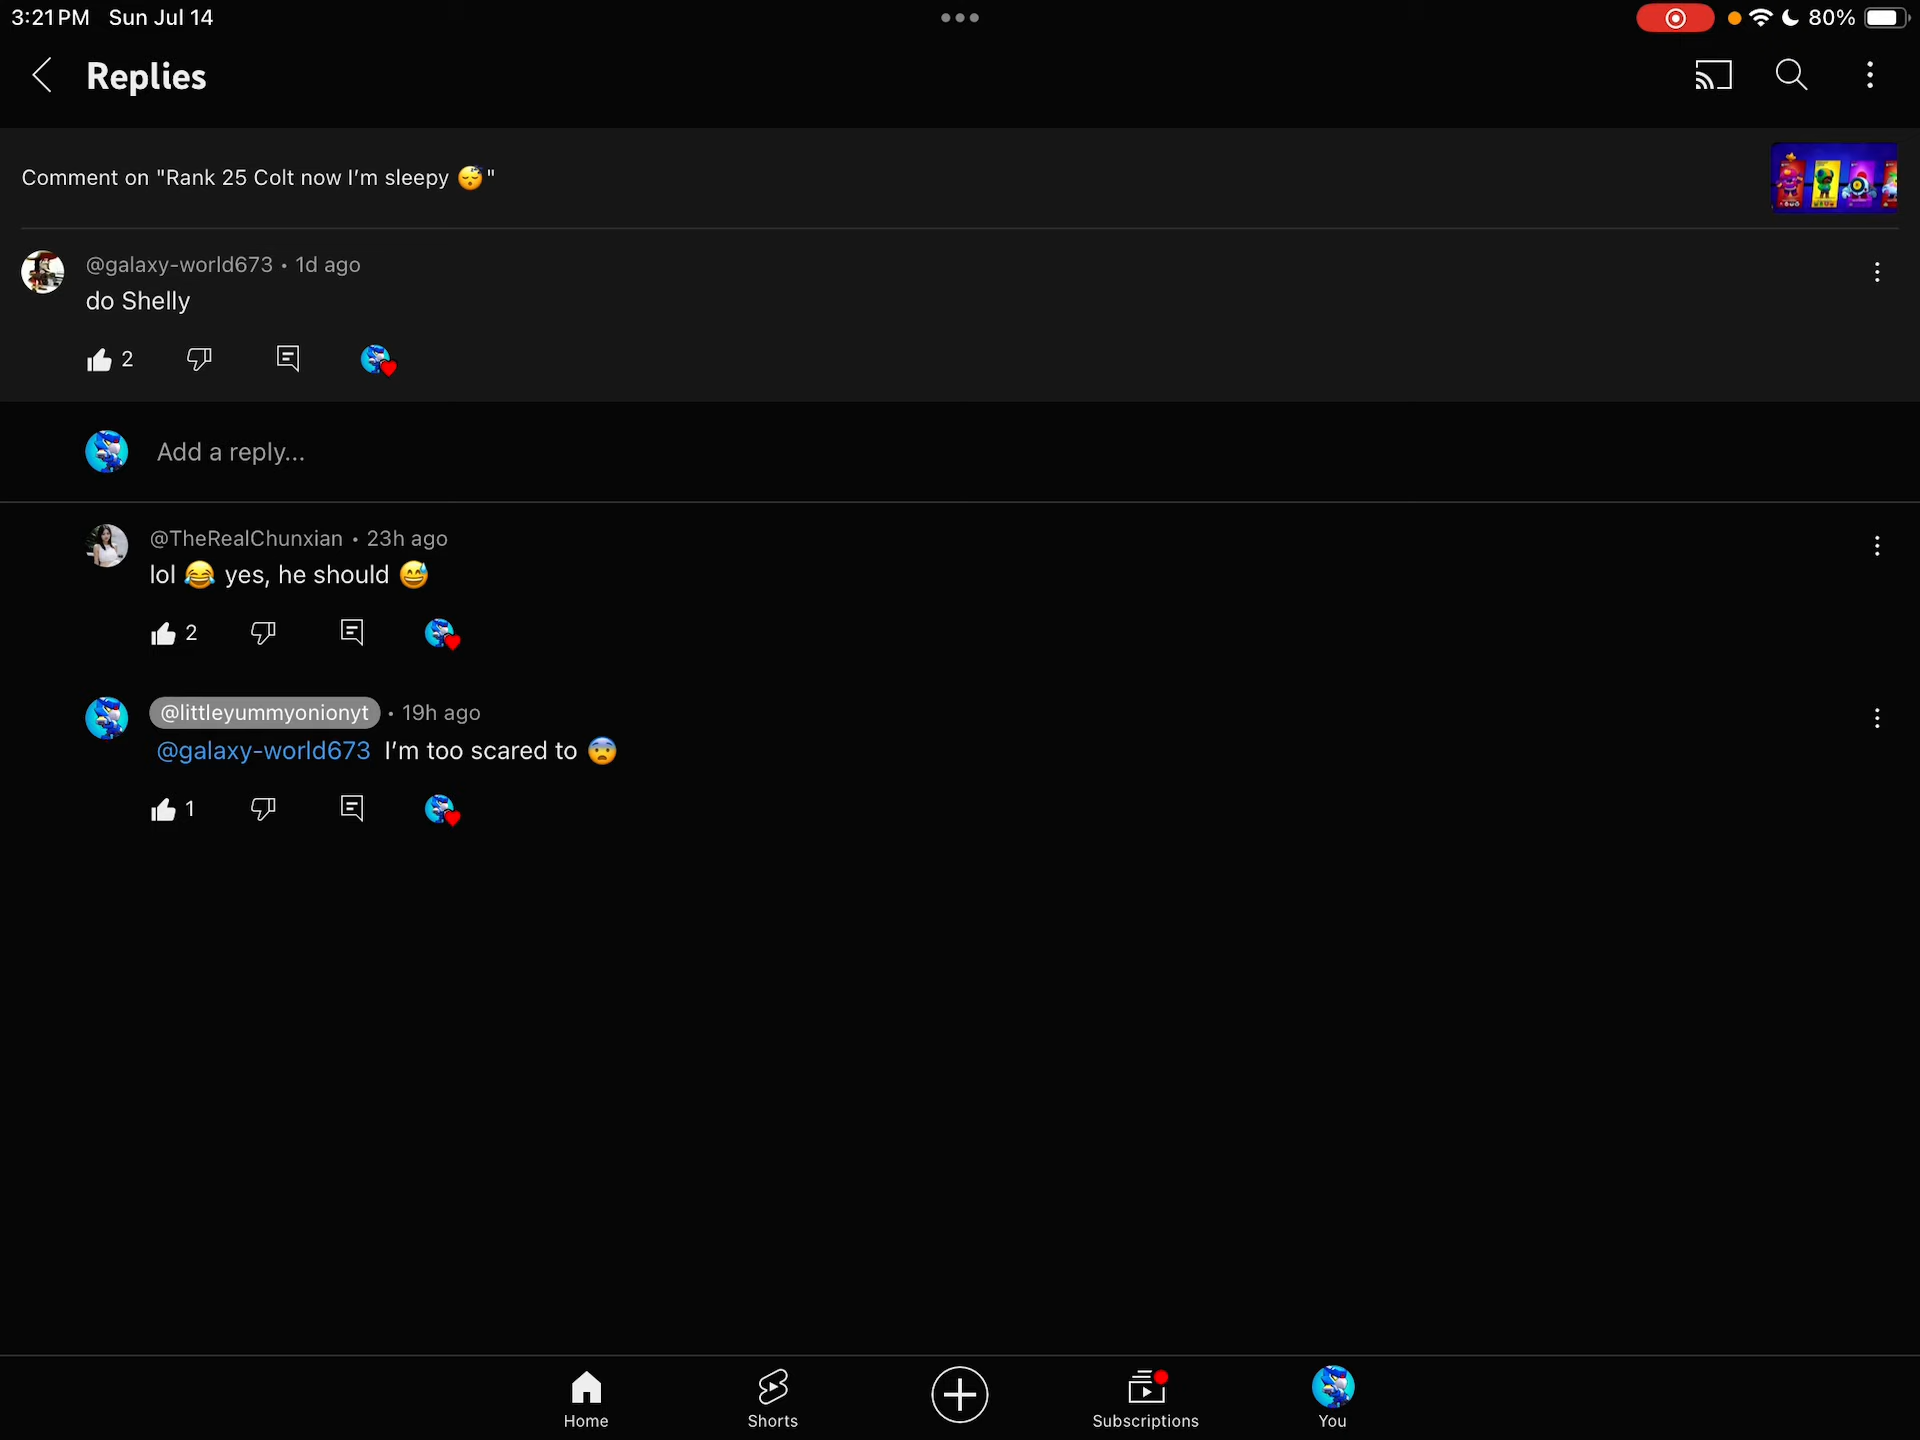 3:21 PM Sun Jul 14
80%
Replies
Comment on "Rank 25 Colt now I'm sleepy 😴"
@galaxy-world673 • 1d ago
do Shelly
2
Add a reply...
@TheRealChunxian • 23h ago
lol 😂 yes, he should 😅
2
@littleyummyonionyt • 19h ago
@galaxy-world673 I'm too scared to 😨
1
Home
Shorts
Subscriptions
You